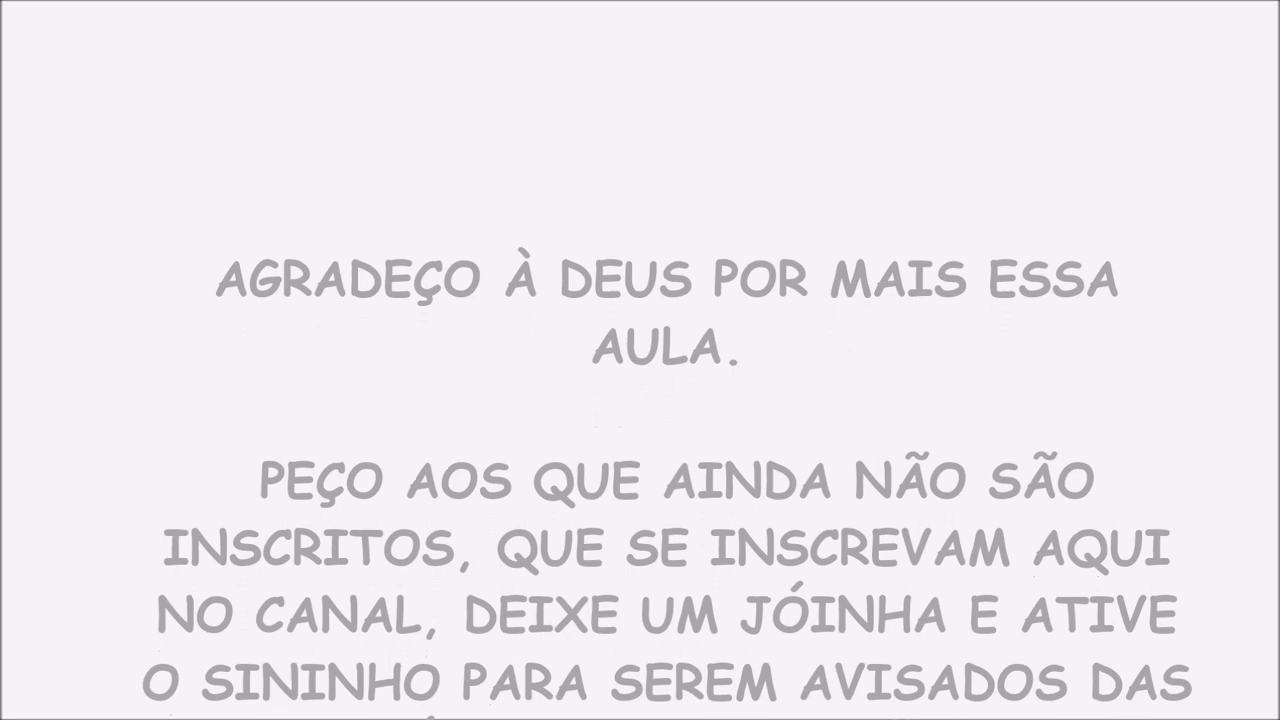 AGRADEÇO À DEUS POR MAIS ESSA
AULA.
PEÇO AOS QUE AINDA NÃO SÃO
INSCRITOS, QUE SE INSCREVAM AQUI
NO CANAL, DEIXE UM JÓINHA E ATIVE
O SININHO PARA SEREM AVISADOS DAS